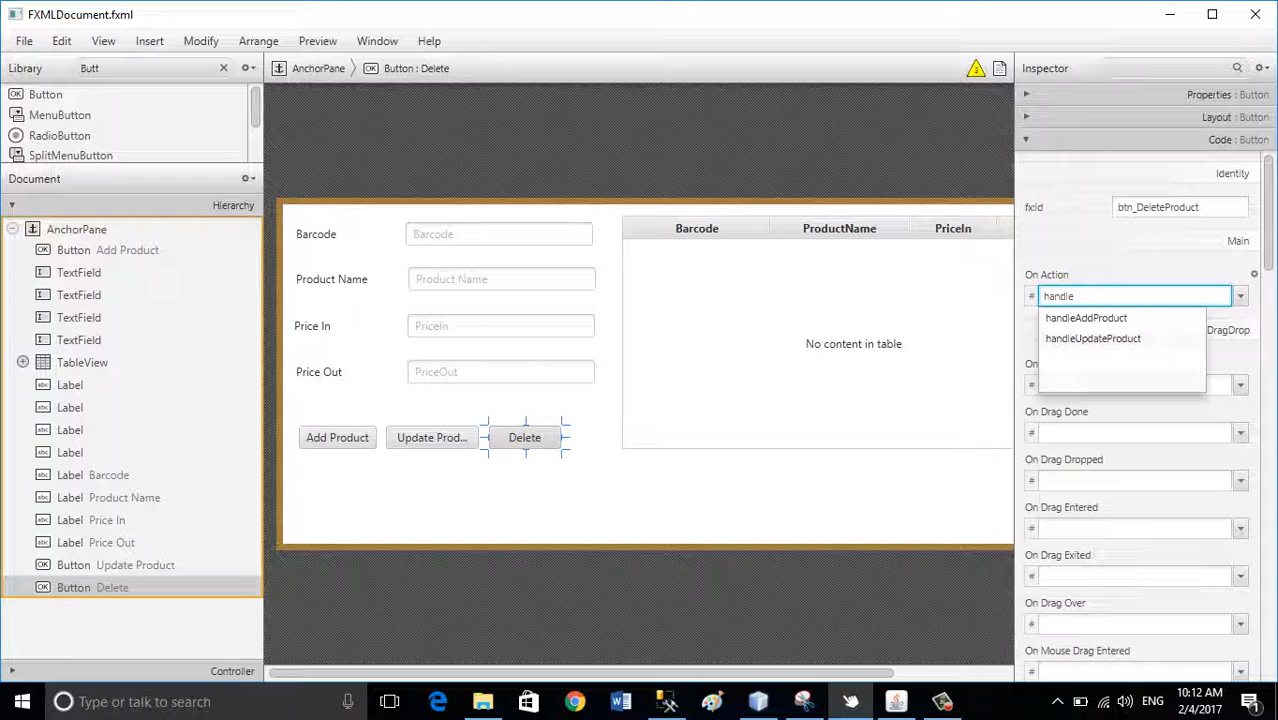 FXMLDocument.fxml
File Edit View Insert Modify Arrange Preview Window Help
Library Butt
AnchorPane Button : Delete
Inspector
Button
MenuButton
RadioButton
SplitMenuButton
Document
Hierarchy
AnchorPane
Button Add Product
TextField
TextField
TextField
TextField
TableView
Label
Label
Label
Label
Label Barcode
Label Product Name
Label Price In
Label Price Out
Button Update Product
Button Delete
Controller
Barcode Barcode
Product Name Product Name
Price In PriceIn
Price Out PriceOut
Add Product Update Prod... Delete
Barcode ProductName PriceIn
No content in table
Properties : Button
Layout : Button
Code : Button
Identity
fx:id btn_DeleteProduct
Main
On Action
# handle
handleAddProduct
handleUpdateProduct
DragDrop
On
#
On Drag Done
#
On Drag Dropped
#
On Drag Entered
#
On Drag Exited
#
On Drag Over
#
On Mouse Drag Entered
#
Type or talk to search
ENG
10:12 AM
2/4/2017
1